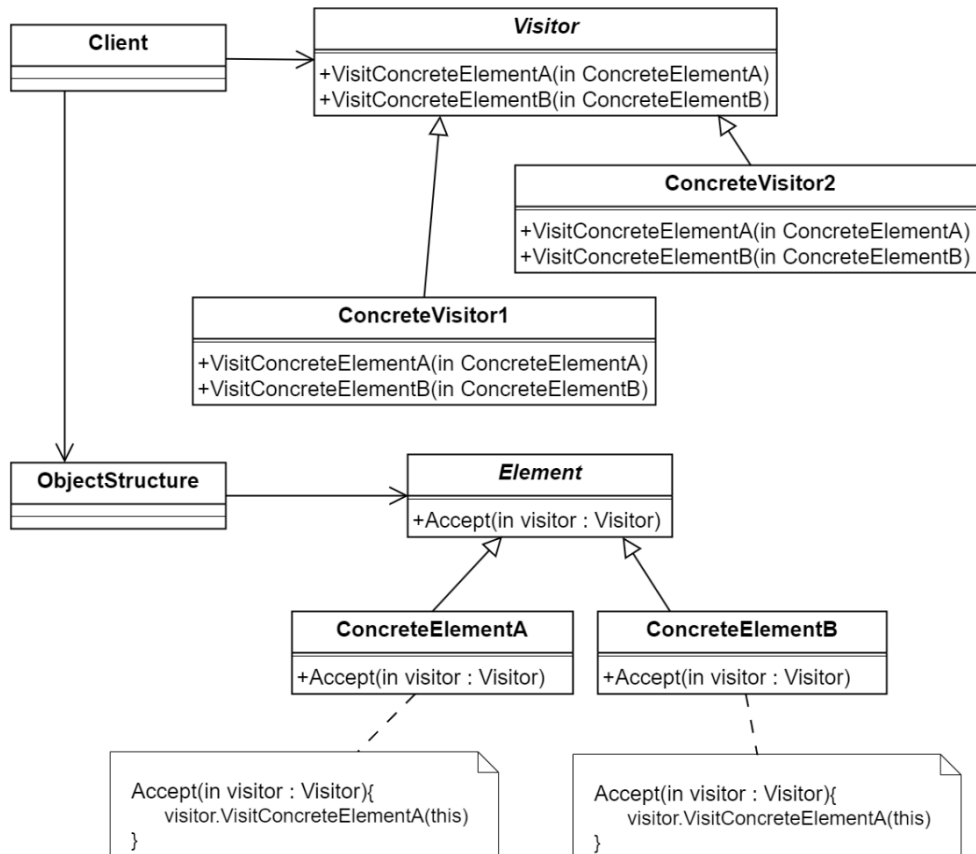 Client
Visitor
+VisitConcreteElementA(in ConcreteElementA)
+VisitConcreteElementB(in ConcreteElementB)
ConcreteVisitor2
+VisitConcreteElementA(in ConcreteElementA)
+VisitConcreteElementB(in ConcreteElementB)
ConcreteVisitor1
+VisitConcreteElementA(in ConcreteElementA)
+VisitConcreteElementB(in ConcreteElementB)
ObjectStructure
Element
+Accept(in visitor : Visitor)
ConcreteElementA
+Accept(in visitor : Visitor)
ConcreteElementB
+Accept(in visitor : Visitor)
Accept(in visitor : Visitor){
visitor.VisitConcreteElementA(this)
}
Accept(in visitor : Visitor){
visitor.VisitConcreteElementA(this)
}